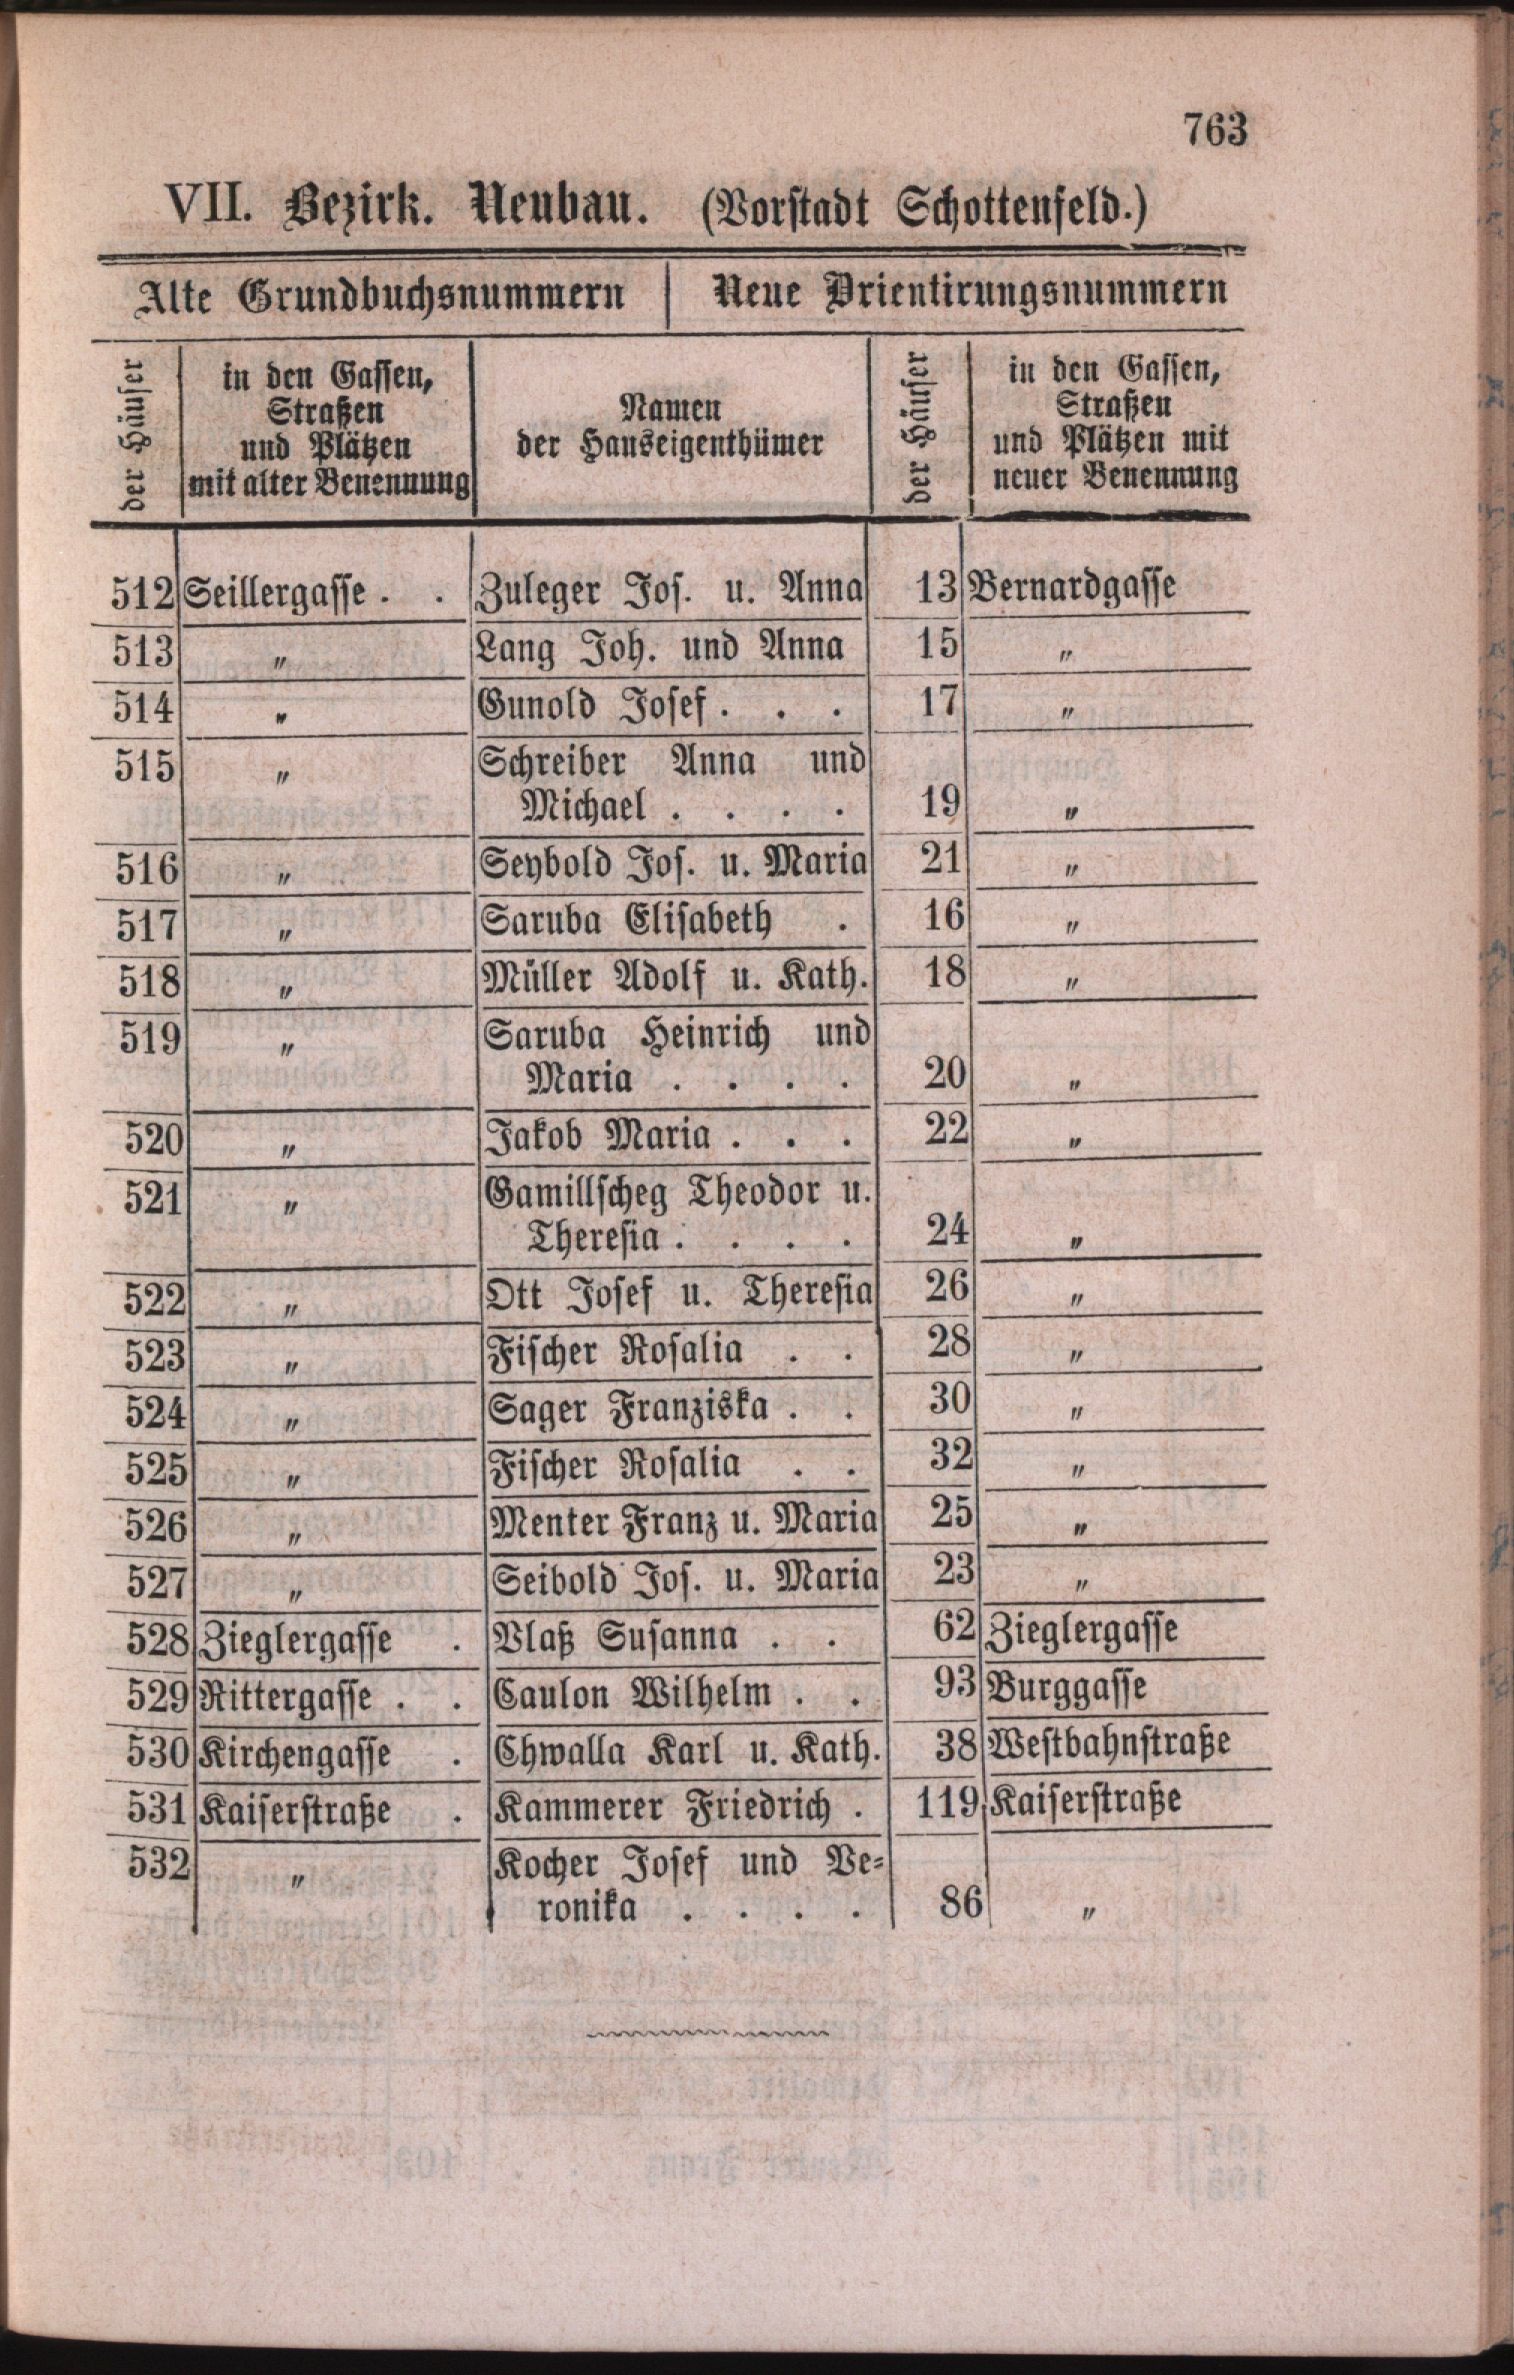 763
VII. Bezirk. Neubau. (Vorstadt Schottenfeld.)
Alte Grundbuchsnummern | Neue Orientirungsnummern
der Häuser
in den Gassen,
Straßen
und Plätzen
mit alter Benennung
Namen
der Hauseigenthümer
der Häuser
in den Gassen,
Straßen
und Plätzen mit
neuer Benennung
512 Seillergasse . . Zuleger Jos. u. Anna 13 Bernardgasse
513 " Lang Joh. und Anna 15 "
514 " Gunold Josef . . . 17 "
515 " Schreiber Anna und
Michael . . . . 19 "
516 " Seybold Jos. u. Maria 21 "
517 " Saruba Elisabeth . 16 "
518 " Müller Adolf u. Kath. 18 "
519 " Saruba Heinrich und
Maria . . . . 20 "
520 " Jakob Maria . . . 22 "
521 " Gamillscheg Theodor u.
Theresia . . . . 24 "
522 " Ott Josef u. Theresia 26 "
523 " Fischer Rosalia . . 28 "
524 " Sager Franziska . . 30 "
525 " Fischer Rosalia . . 32 "
526 " Menter Franz u. Maria 25 "
527 " Seibold Jos. u. Maria 23 "
528 Zieglergasse . Vlaß Susanna . . 62 Zieglergasse
529 Rittergasse . . Caulon Wilhelm . . 93 Burggasse
530 Kirchengasse . Chwalla Karl u. Kath. 38 Westbahnstraße
531 Kaiserstraße . Kammerer Friedrich . 119 Kaiserstraße
532 " Kocher Josef und Ve-
ronika . . . . 86 "